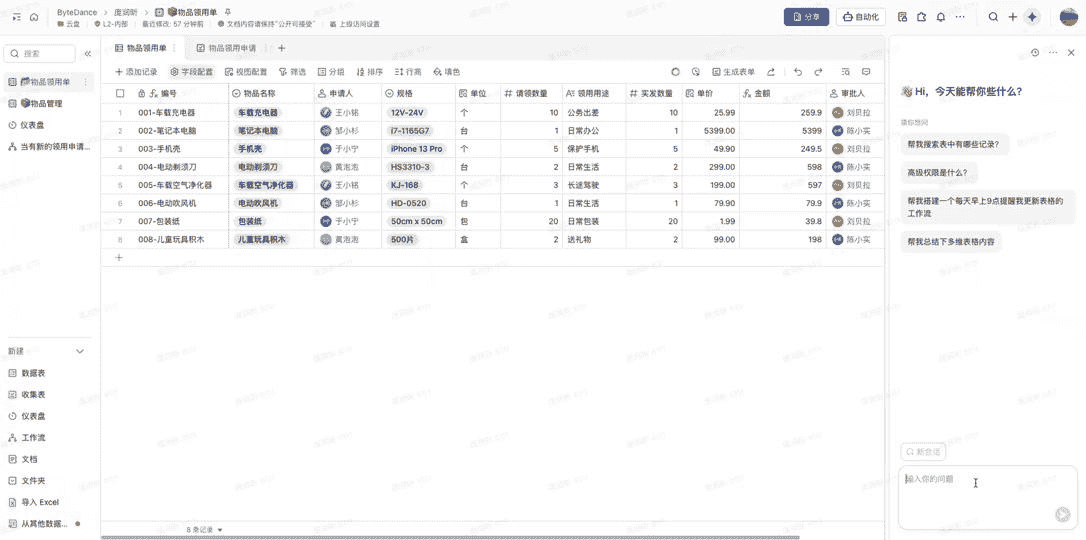 ByteDance › 庞润昕 › 📦物品领用单
云盘 | L2-内部 | 最近修改: 57 分钟前 | 文档内容请保持“公开可接受” | 上级访问设置
分享 自动化
搜索
物品领用单
物品管理
仪表盘
当有新的领用申请...
物品领用单 物品领用申请
添加记录 字段配置 视图配置 筛选 分组 排序 行高 填色 生成表单
编号 物品名称 申请人 规格 单位 请领数量 领用用途 实发数量 单价 金额 审批人
1 001-车载充电器 车载充电器 王小铭 12V-24V 个 10 公务出差 10 25.99 259.9 刘贝拉
2 002-笔记本电脑 笔记本电脑 邹小杉 i7-1165G7 台 1 日常办公 1 5399.00 5399 陈小奕
3 003-手机壳 手机壳 于小宁 iPhone 13 Pro 个 5 保护手机 5 49.90 249.5 刘贝拉
4 004-电动剃须刀 电动剃须刀 黄泡泡 HS3310-3 台 2 日常生活 2 299.00 598 陈小奕
5 005-车载空气净化器 车载空气净化器 王小铭 KJ-168 个 3 长途驾驶 3 199.00 597 刘贝拉
6 006-电动吹风机 电动吹风机 邹小杉 HD-0520 台 1 日常生活 1 79.90 79.9 陈小奕
7 007-包装纸 包装纸 于小宁 50cm x 50cm 包 20 日常包装 20 1.99 39.8 刘贝拉
8 008-儿童玩具积木 儿童玩具积木 黄泡泡 500片 盒 2 送礼物 2 99.00 198 陈小奕
8 条记录
新建
数据表
收集表
仪表盘
工作流
文档
文件夹
导入 Excel
从其他数据...
Hi，今天能帮你些什么？
猜你想问
帮我搜索表中有哪些记录？
高级权限是什么？
帮我搭建一个每天早上9点提醒我更新表格的
工作流
帮我总结下多维表格内容
新会话
输入你的问题